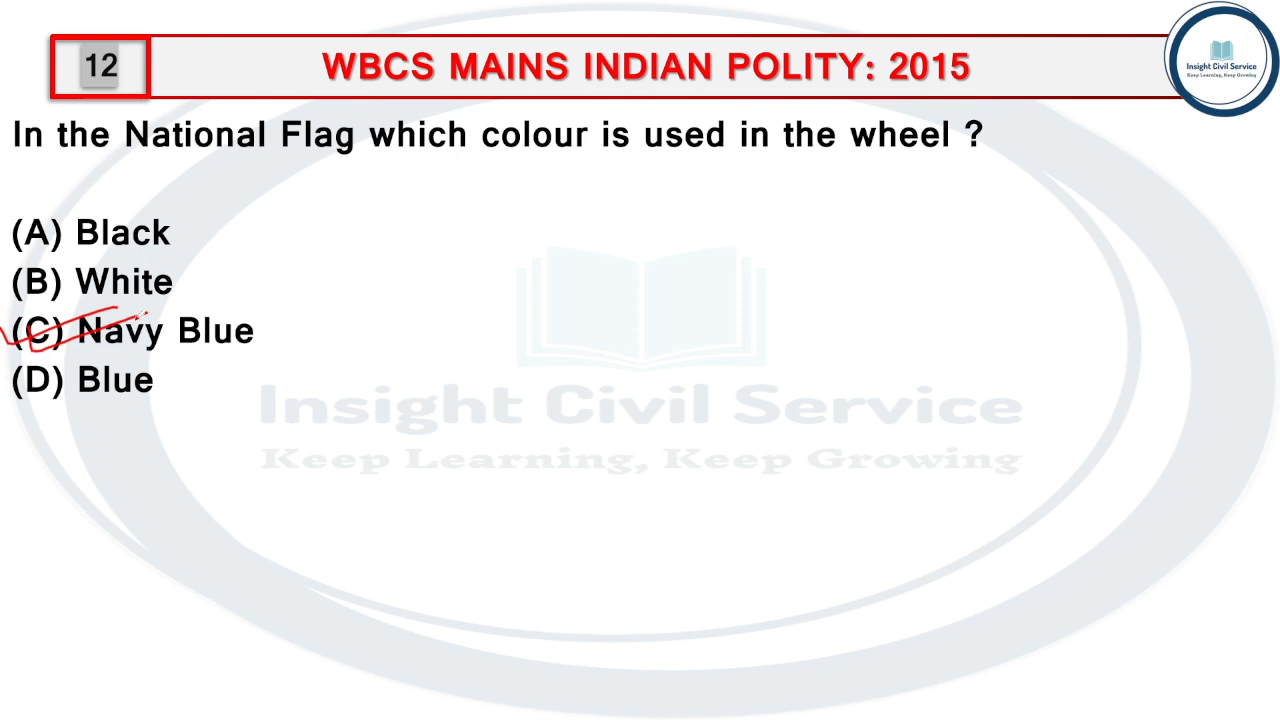 12
WBCS MAINS INDIAN POLITY: 2015
Insight Civil Service
Keep Learning, Keep Growing
In the National Flag which colour is used in the wheel ?
(A) Black
(B) White
(C) Navy Blue
(D) Blue
Insight Civil Service
Keep Learning, Keep Growing